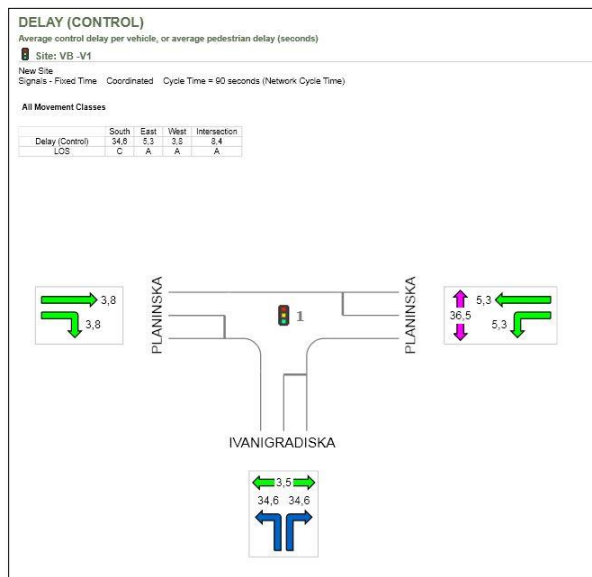 DELAY (CONTROL)
Average control delay per vehicle, or average pedestrian delay (seconds)
Site: VB -V1
New Site
Signals - Fixed Time Coordinated Cycle Time = 90 seconds (Network Cycle Time)
All Movement Classes
South East West Intersection
Delay (Control) 34,6 5,3 3,8 8,4
LOS C A A A
3,8
3,8
PLANINSKA
1
PLANINSKA
36,5
5,3
5,3
IVANIGRADISKA
3,5
34,6 34,6